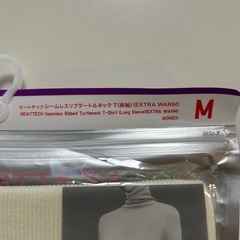 ヒートテックシームレスリブタートルネックT(長袖)(EXTRA WARM)
HEATTECH Seamless Ribbed Turtleneck T-Shirt (Long Sleeve)(EXTRA WARM)
WOMEN
M